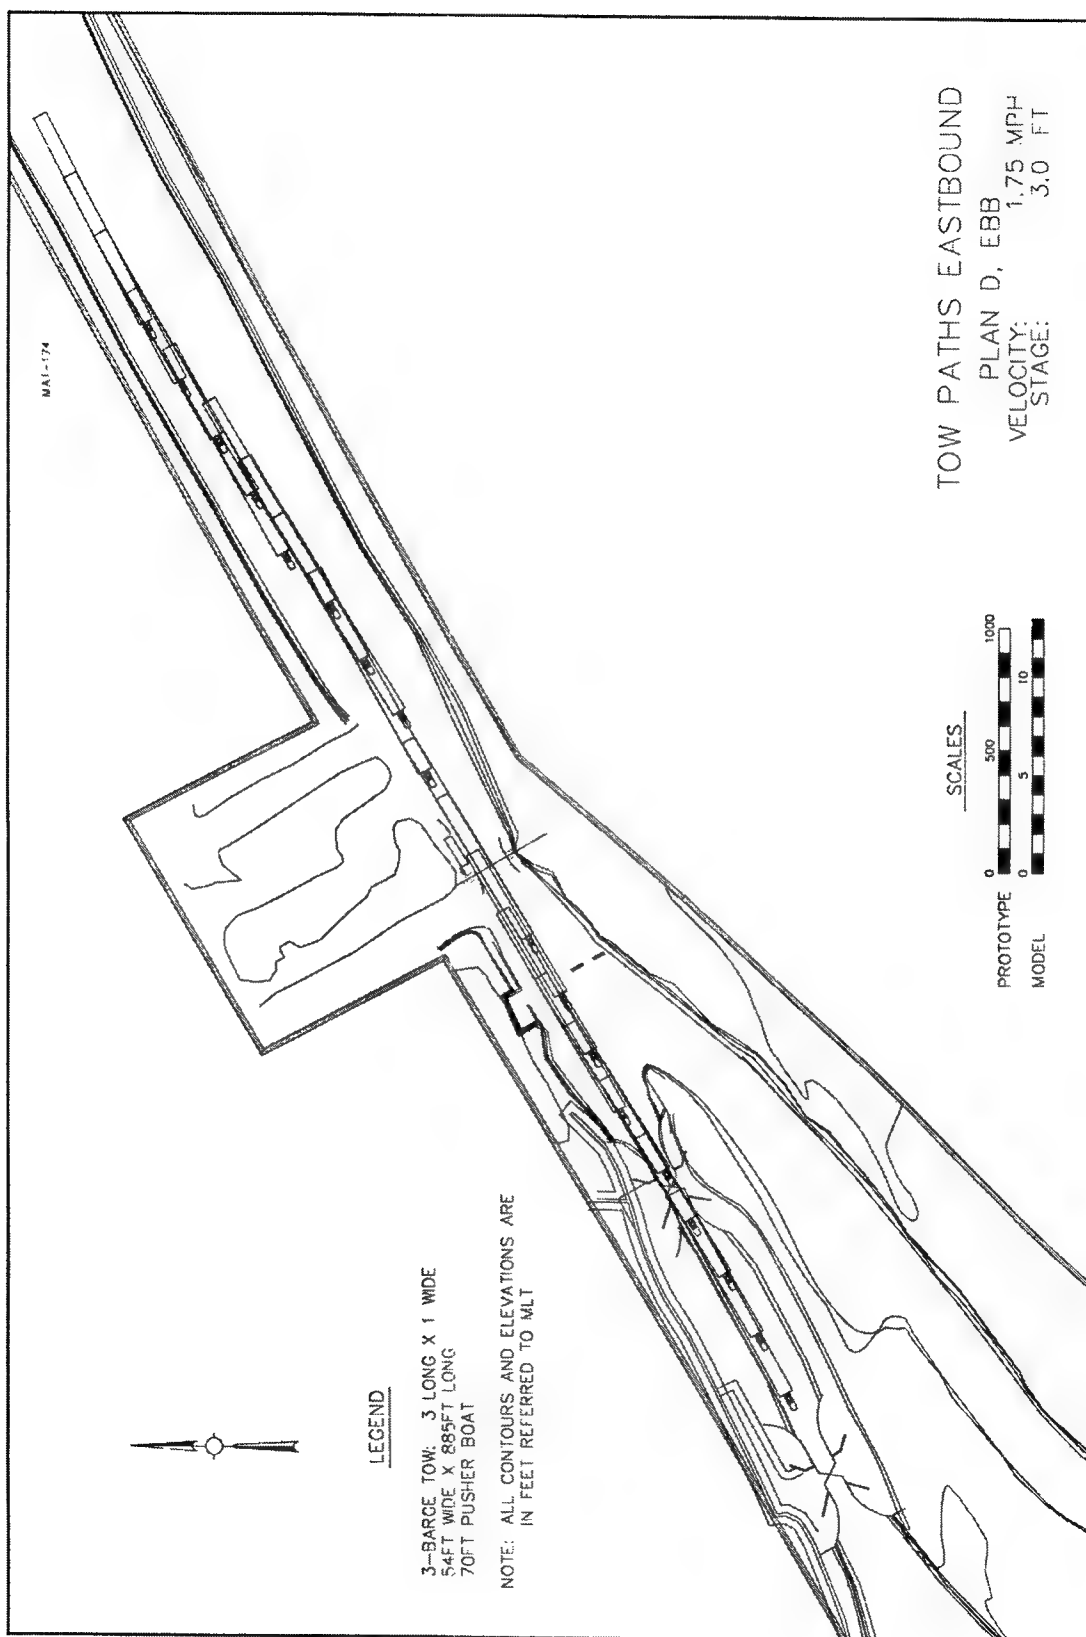 MAT-174
LEGEND
3-BARGE TOW: 3 LONG X 1 WIDE
54FT WIDE X 885FT LONG
70FT PUSHER BOAT
NOTE: ALL CONTOURS AND ELEVATIONS ARE
IN FEET REFERRED TO MLT
SCALES
PROTOTYPE 0 500 1000
MODEL 0 5 10
TOW PATHS EASTBOUND
PLAN D, EBB
VELOCITY: 1.75 MPH
STAGE: 3.0 FT